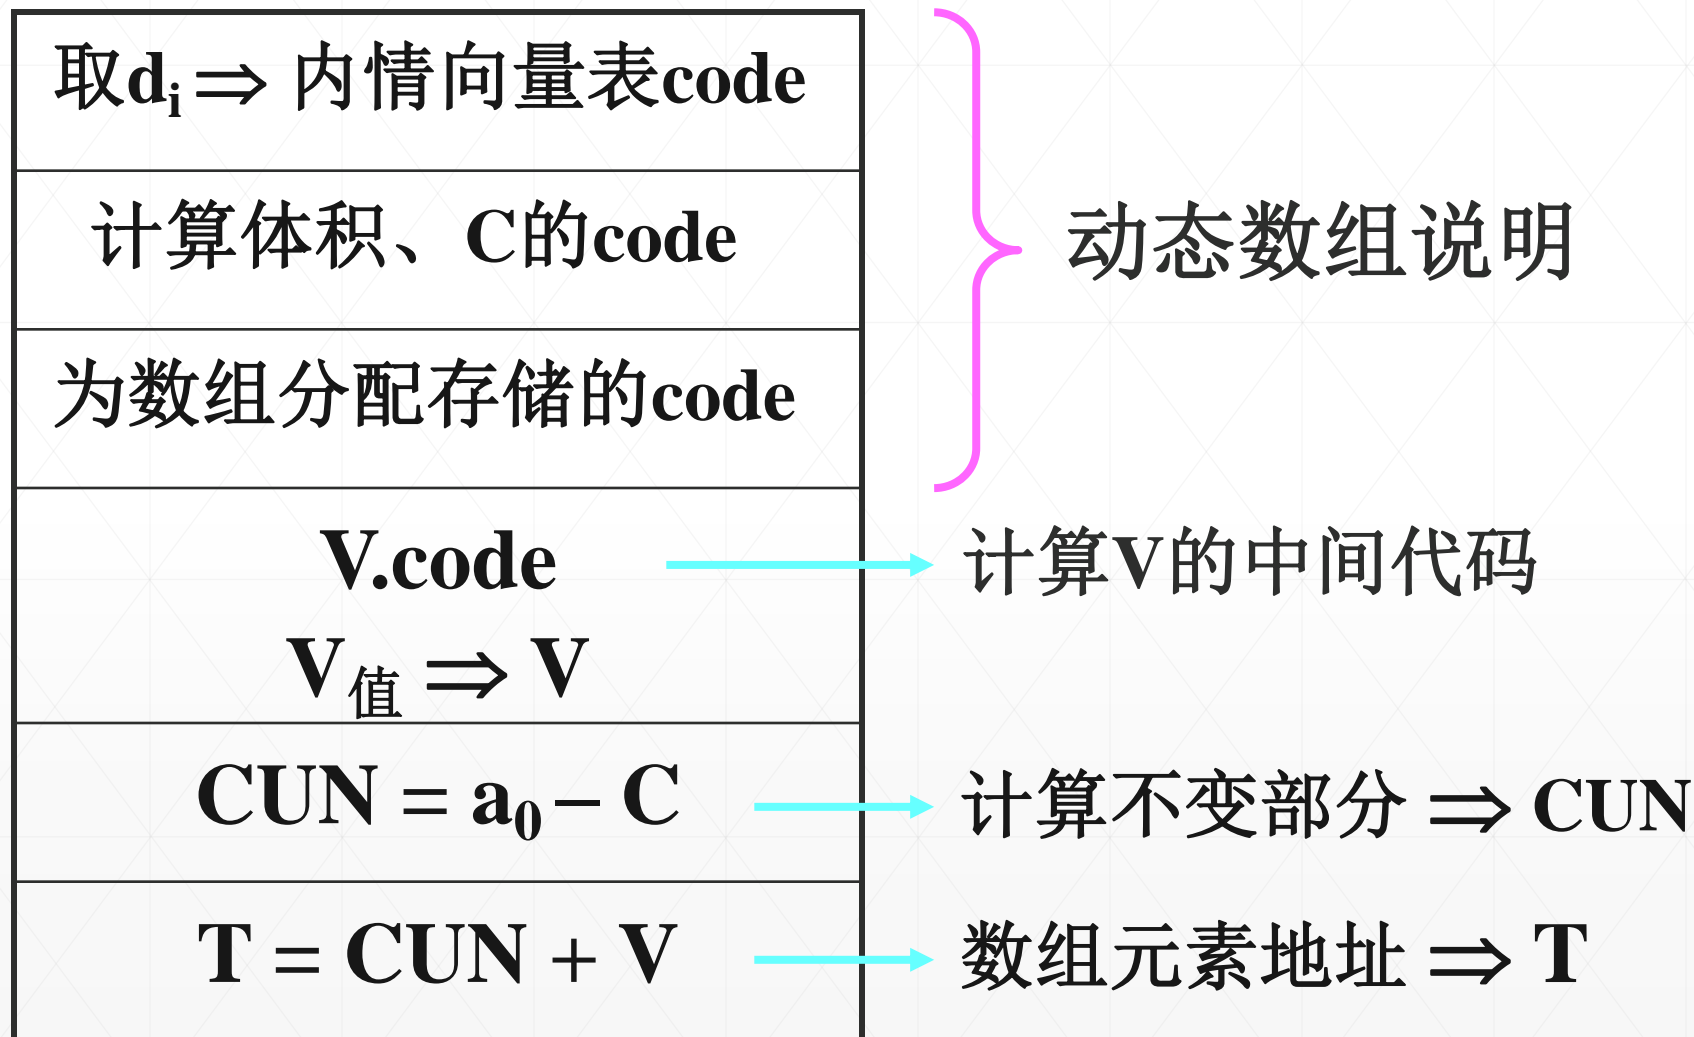 取di ⇒ 内情向量表code
计算体积、C的code
动态数组说明
为数组分配存储的code
V.code
计算V的中间代码
V值 ⇒ V
CUN = a0 – C
计算不变部分 ⇒ CUN
T = CUN + V
数组元素地址 ⇒ T